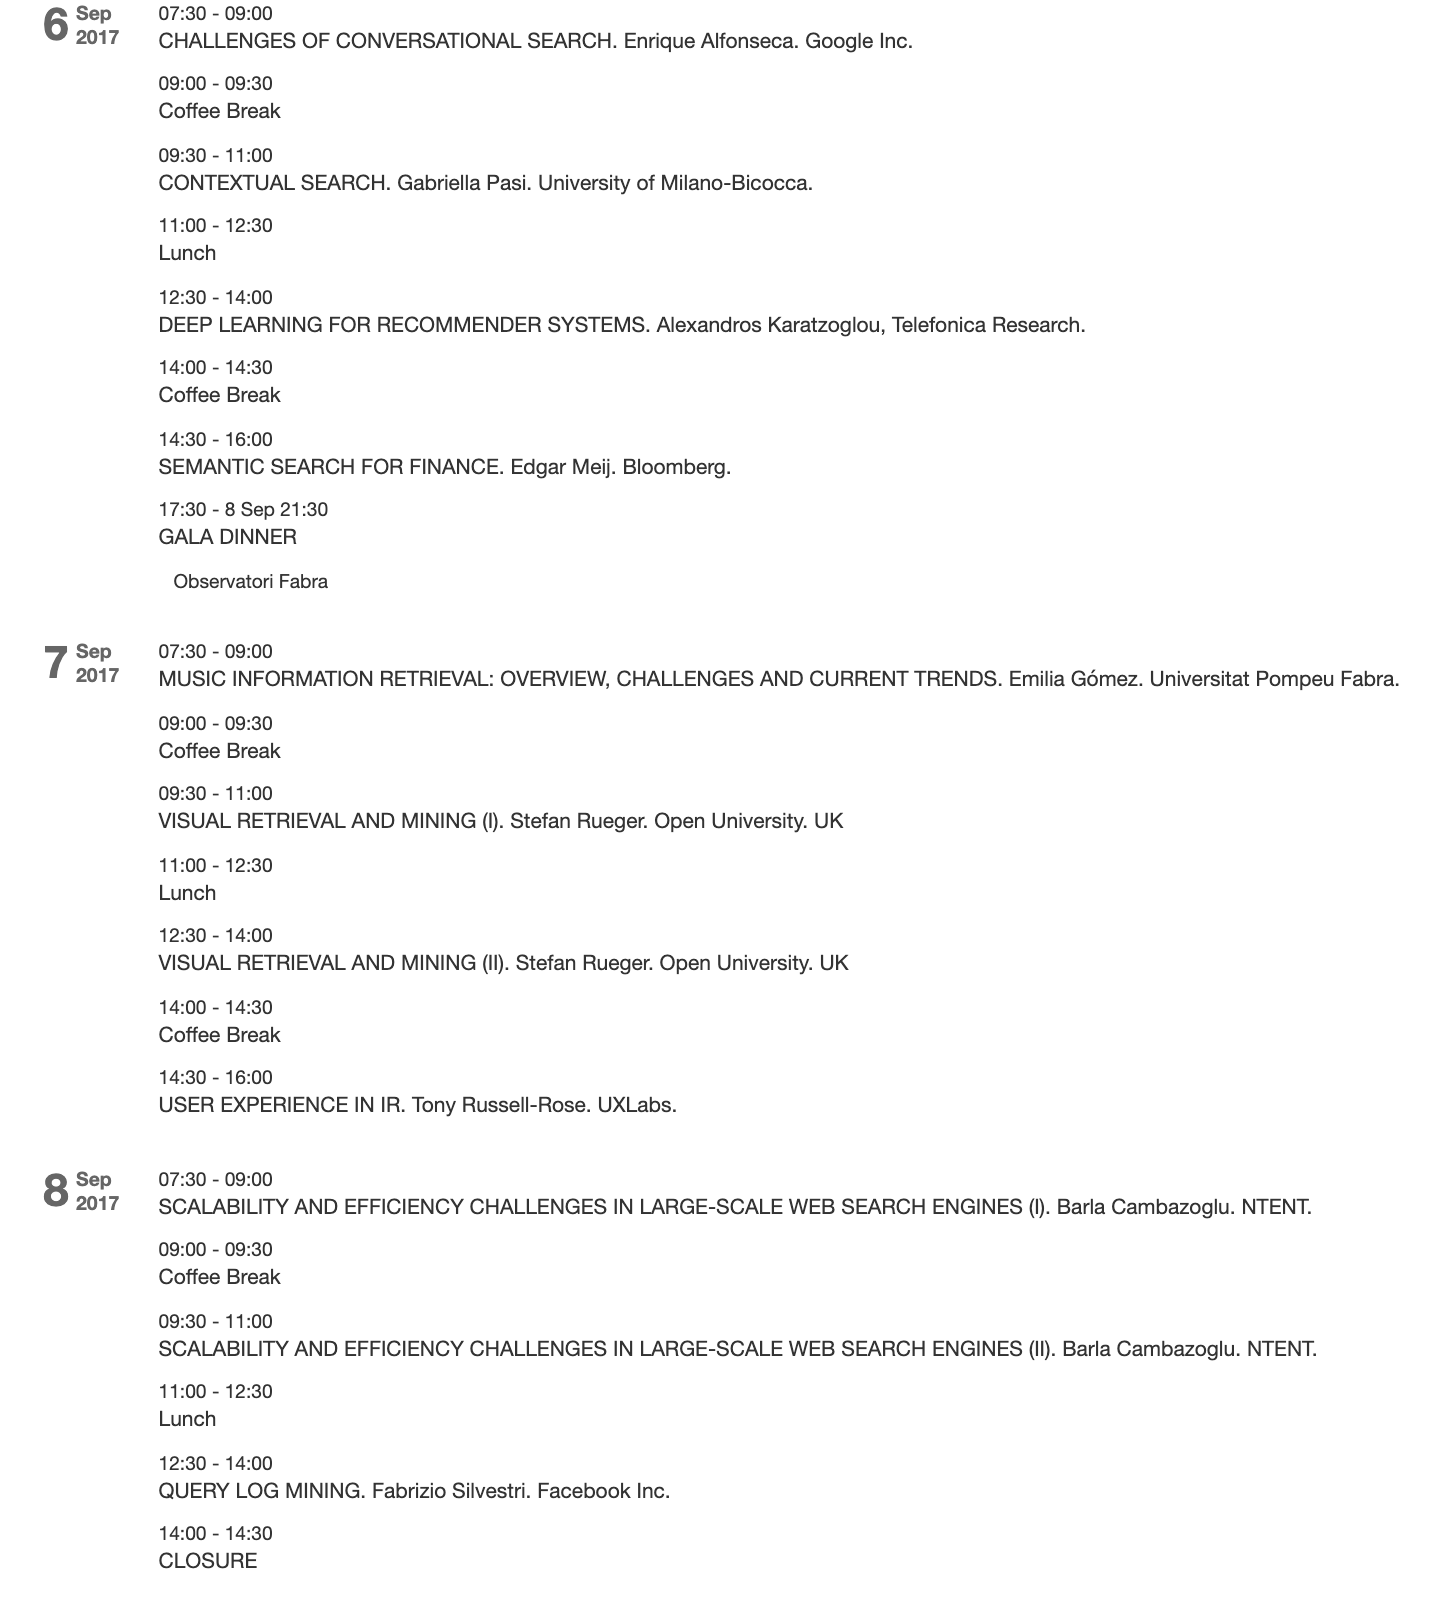 6 Sep
2017
07:30 - 09:00
CHALLENGES OF CONVERSATIONAL SEARCH. Enrique Alfonseca. Google Inc.
09:00 - 09:30
Coffee Break
09:30 - 11:00
CONTEXTUAL SEARCH. Gabriella Pasi. University of Milano-Bicocca.
11:00 - 12:30
Lunch
12:30 - 14:00
DEEP LEARNING FOR RECOMMENDER SYSTEMS. Alexandros Karatzoglou, Telefonica Research.
14:00 - 14:30
Coffee Break
14:30 - 16:00
SEMANTIC SEARCH FOR FINANCE. Edgar Meij. Bloomberg.
17:30 - 8 Sep 21:30
GALA DINNER
Observatori Fabra
7 Sep
2017
07:30 - 09:00
MUSIC INFORMATION RETRIEVAL: OVERVIEW, CHALLENGES AND CURRENT TRENDS. Emilia Gómez. Universitat Pompeu Fabra.
09:00 - 09:30
Coffee Break
09:30 - 11:00
VISUAL RETRIEVAL AND MINING (I). Stefan Rueger. Open University. UK
11:00 - 12:30
Lunch
12:30 - 14:00
VISUAL RETRIEVAL AND MINING (II). Stefan Rueger. Open University. UK
14:00 - 14:30
Coffee Break
14:30 - 16:00
USER EXPERIENCE IN IR. Tony Russell-Rose. UXLabs.
8 Sep
2017
07:30 - 09:00
SCALABILITY AND EFFICIENCY CHALLENGES IN LARGE-SCALE WEB SEARCH ENGINES (I). Barla Cambazoglu. NTENT.
09:00 - 09:30
Coffee Break
09:30 - 11:00
SCALABILITY AND EFFICIENCY CHALLENGES IN LARGE-SCALE WEB SEARCH ENGINES (II). Barla Cambazoglu. NTENT.
11:00 - 12:30
Lunch
12:30 - 14:00
QUERY LOG MINING. Fabrizio Silvestri. Facebook Inc.
14:00 - 14:30
CLOSURE